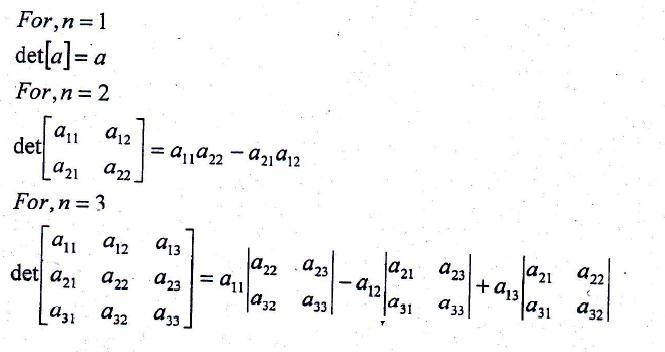 For, n = 1
det[a] = a
For, n = 2
det[a₁₁ a₁₂
a₂₁ a₂₂] = a₁₁a₂₂ − a₂₁a₁₂
For, n = 3
det[a₁₁ a₁₂ a₁₃
a₂₁ a₂₂ a₂₃
a₃₁ a₃₂ a₃₃] = a₁₁|a₂₂ a₂₃
a₃₂ a₃₃| − a₁₂|a₂₁ a₂₃
a₃₁ a₃₃| + a₁₃|a₂₁ a₂₂
a₃₁ a₃₂|